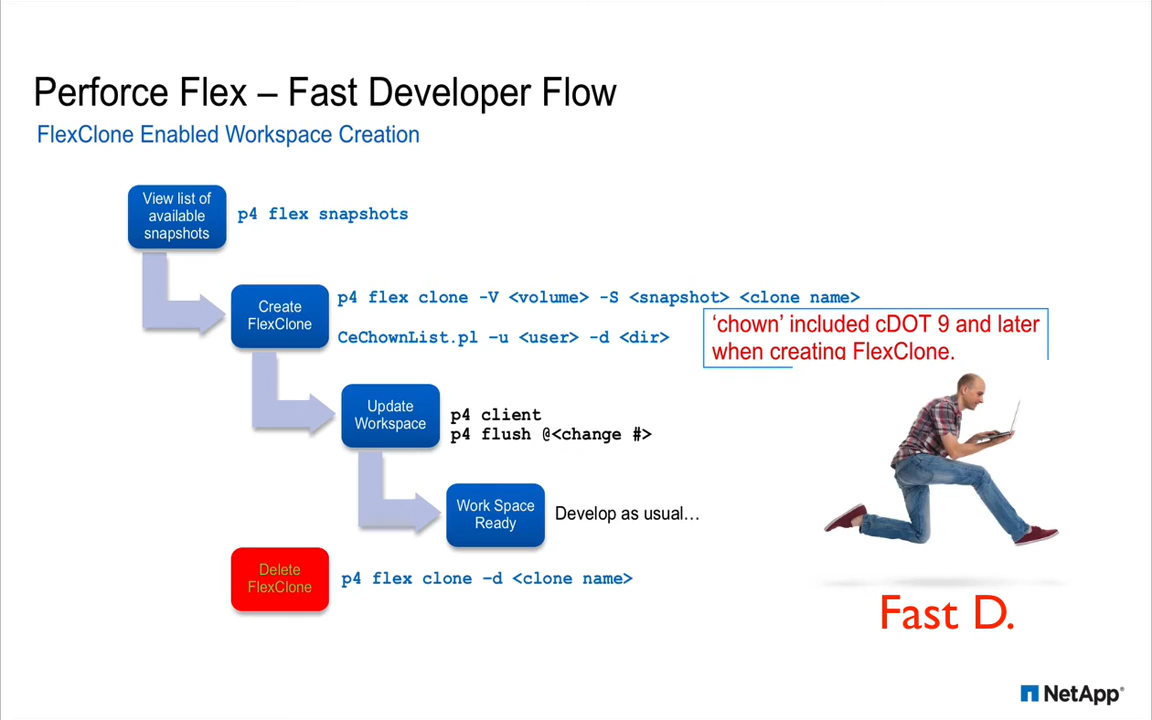 Perforce Flex – Fast Developer Flow
FlexClone Enabled Workspace Creation
View list of
available
snapshots
p4 flex snapshots
Create
FlexClone
p4 flex clone -V <volume> -S <snapshot> <clone name>
CeChownList.pl –u <user> -d <dir>
‘chown’ included cDOT 9 and later
when creating FlexClone.
Update
Workspace
p4 client
p4 flush @<change #>
Work Space
Ready
Develop as usual…
Delete
FlexClone
p4 flex clone –d <clone name>
Fast D.
NetApp®